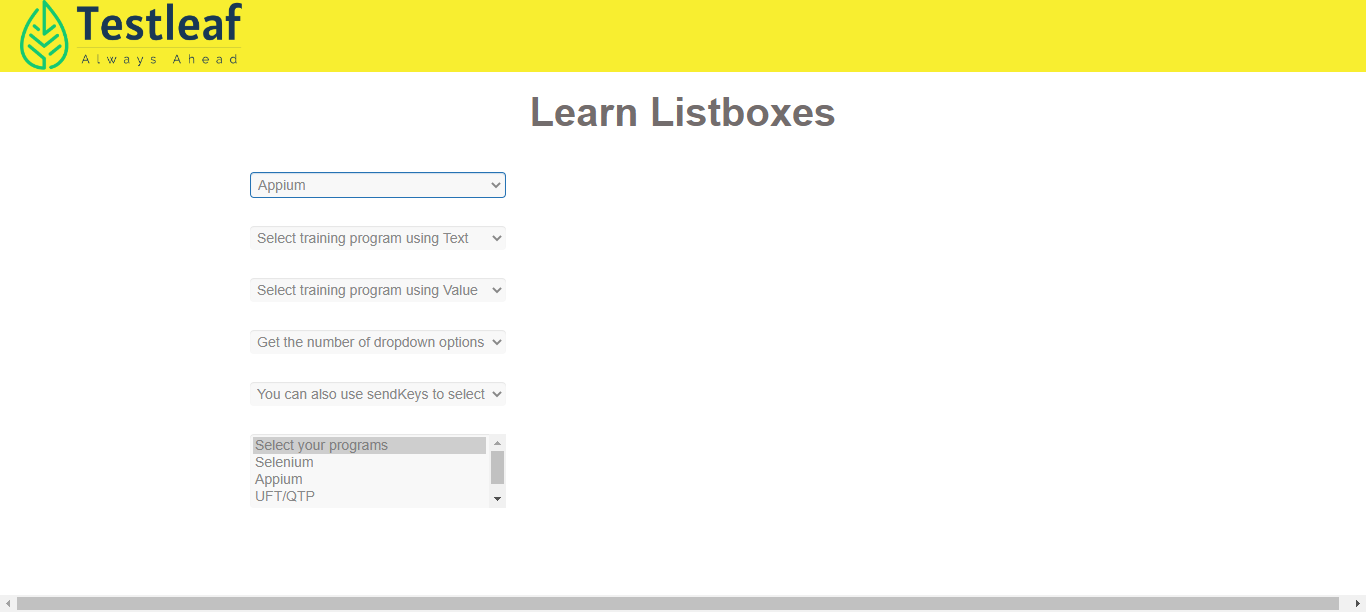 Testleaf
Always Ahead
Learn Listboxes
Appium
Select training program using Text
Select training program using Value
Get the number of dropdown options
You can also use sendKeys to select
Select your programs
Selenium
Appium
UFT/QTP